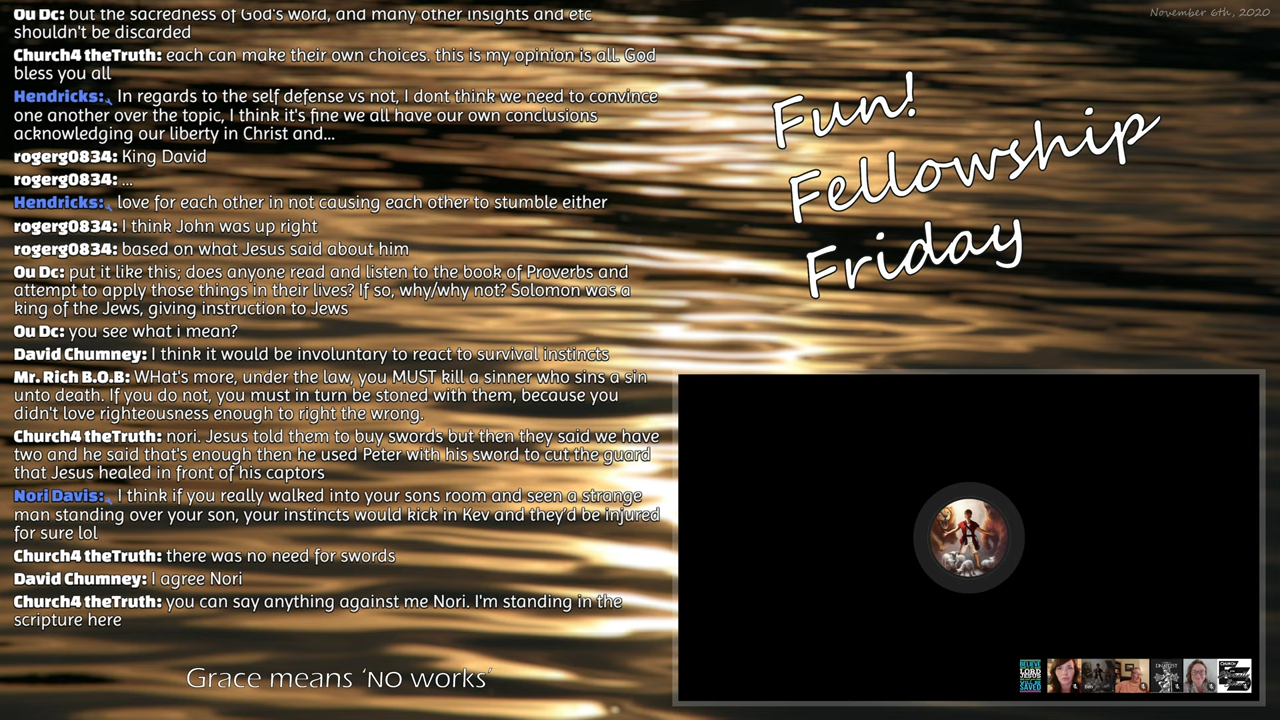 Ou Dc: but the sacredness of God's word, and many other insights and etc
shouldn't be discarded
Church4 theTruth: each can make their own choices. this is my opinion is all. God
bless you all
Hendricks: In regards to the self defense vs not, I dont think we need to convince
one another over the topic, I think it's fine we all have our own conclusions
acknowledging our liberty in Christ and...
rogerg0834: King David
rogerg0834: ...
Hendricks: love for each other in not causing each other to stumble either
rogerg0834: I think John was up right
rogerg0834: based on what Jesus said about him
Ou Dc: put it like this; does anyone read and listen to the book of Proverbs and
attempt to apply those things in their lives? If so, why/why not? Solomon was a
king of the Jews, giving instruction to Jews
Ou Dc: you see what i mean?
David Chumney: I think it would be involuntary to react to survival instincts
Mr. Rich B.O.B: WHat's more, under the law, you MUST kill a sinner who sins a sin
unto death. If you do not, you must in turn be stoned with them, because you
didn't love righteousness enough to right the wrong.
Church4 theTruth: nori. Jesus told them to buy swords but then they said we have
two and he said that's enough then he used Peter with his sword to cut the guard
that Jesus healed in front of his captors
Nori Davis: I think if you really walked into your sons room and seen a strange
man standing over your son, your instincts would kick in Kev and they'd be injured
for sure lol
Church4 theTruth: there was no need for swords
David Chumney: I agree Nori
Church4 theTruth: you can say anything against me Nori. I'm standing in the
scripture here
Grace means 'NO works'
November 6th, 2020
Fun!
Fellowship
Friday
BELIEVE
LORD
JESUS
SAVED
CHURCH